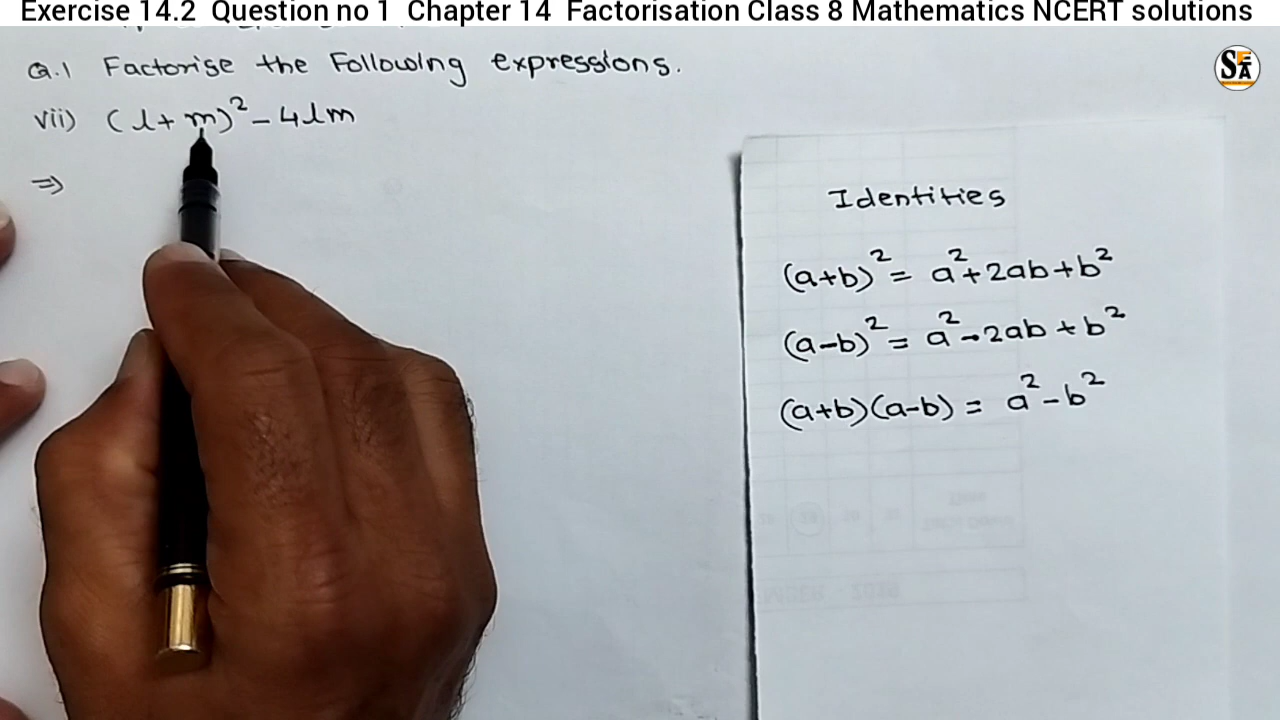 Exercise 14.2 Question no 1 Chapter 14 Factorisation Class 8 Mathematics NCERT solutions
Q.1 Factorise the Following expressions.
vii) (l+m)² - 4lm
⇒
SFEA
Identities
(a+b)² = a²+2ab+b²
(a-b)² = a²-2ab+b²
(a+b)(a-b) = a²-b²